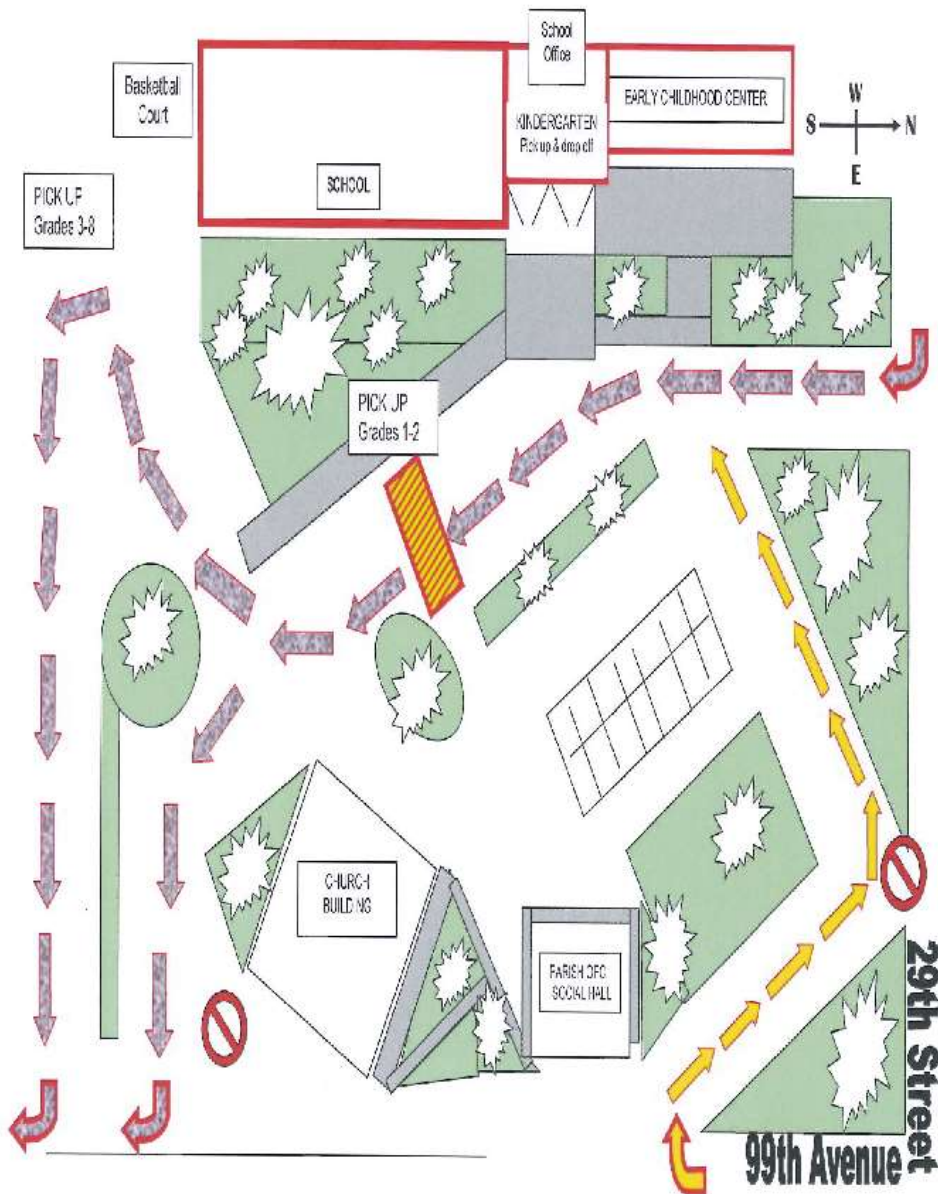 School
Office
Basketball
Court
EARLY CHILDHOOD CENTER
KINDERGARTEN
Pick up & drop off
W
S
N
E
SCHOOL
PICK UP
Grades 3-8
PICK UP
Grades 1-2
CHURCH
BUILDING
PARISH OFC
SOCIAL HALL
29th Street
99th Avenue